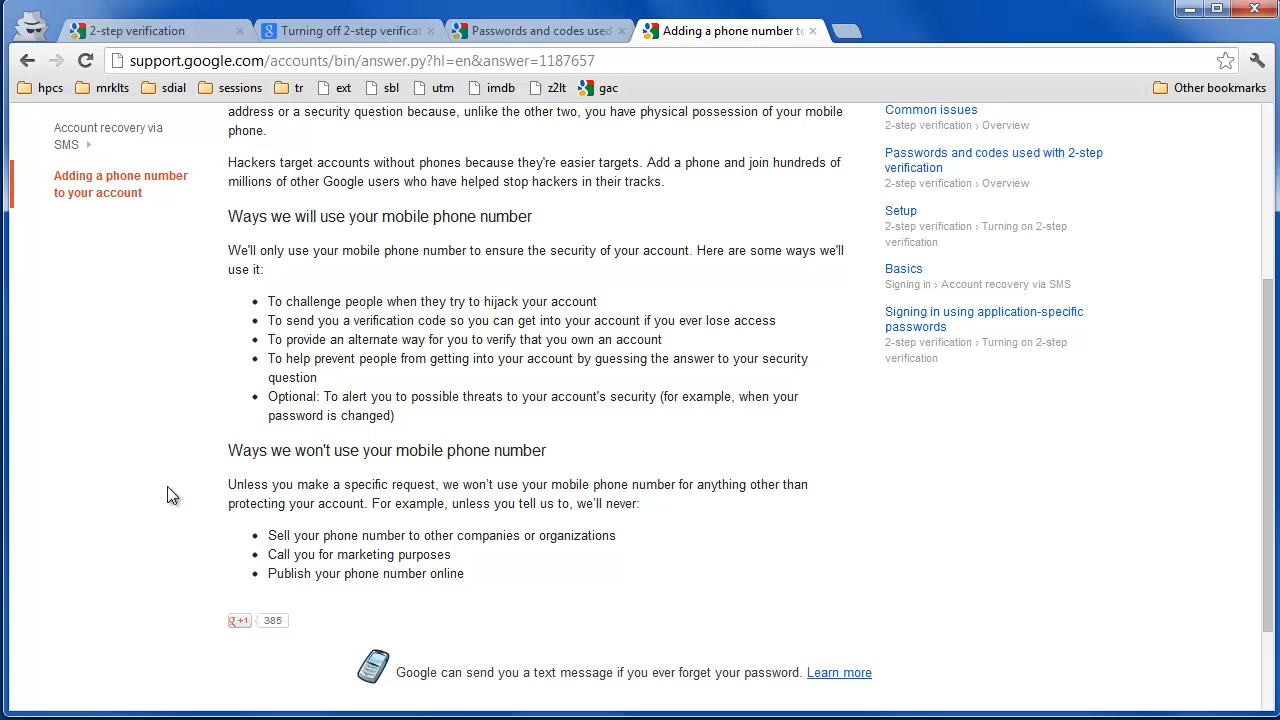 2-step verification
Turning off 2-step verificat
Passwords and codes used
Adding a phone number to
support.google.com/accounts/bin/answer.py?hl=en&answer=1187657
hpcs
mrklts
sdial
sessions
tr
ext
sbl
utm
imdb
z2lt
gac
Other bookmarks
Account recovery via
SMS
Adding a phone number
to your account
address or a security question because, unlike the other two, you have physical possession of your mobile
phone.
Hackers target accounts without phones because they're easier targets. Add a phone and join hundreds of
millions of other Google users who have helped stop hackers in their tracks.
Ways we will use your mobile phone number
We'll only use your mobile phone number to ensure the security of your account. Here are some ways we'll
use it:
To challenge people when they try to hijack your account
To send you a verification code so you can get into your account if you ever lose access
To provide an alternate way for you to verify that you own an account
To help prevent people from getting into your account by guessing the answer to your security
question
Optional: To alert you to possible threats to your account's security (for example, when your
password is changed)
Ways we won't use your mobile phone number
Unless you make a specific request, we won't use your mobile phone number for anything other than
protecting your account. For example, unless you tell us to, we'll never:
Sell your phone number to other companies or organizations
Call you for marketing purposes
Publish your phone number online
+1
385
Google can send you a text message if you ever forget your password. Learn more
Common issues
2-step verification › Overview
Passwords and codes used with 2-step
verification
2-step verification › Overview
Setup
2-step verification › Turning on 2-step
verification
Basics
Signing in › Account recovery via SMS
Signing in using application-specific
passwords
2-step verification › Turning on 2-step
verification